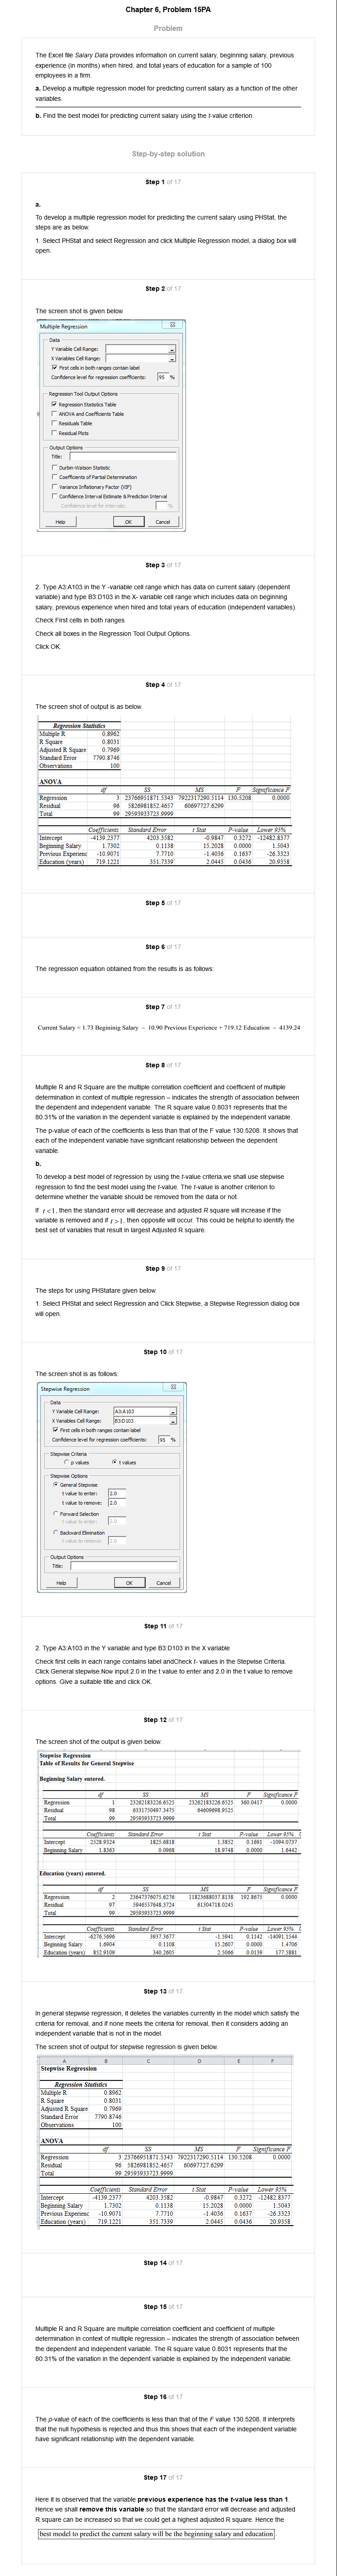 Chapter 6, Problem 15PA
Problem
The Excel file Salary Data provides information on current salary, beginning salary, previous
experience (in months) when hired, and total years of education for a sample of 100
employees in a firm.
a. Develop a multiple regression model for predicting current salary as a function of the other
variables.
b. Find the best model for predicting current salary using the t-value criterion.
Step-by-step solution
Step 1 of 17
a.
To develop a multiple regression model for predicting the current salary using PHStat, the
steps are as below.
1. Select PHStat and select Regression and click Multiple Regression model, a dialog box will
open.
Step 2 of 17
The screen shot is given below
Multiple Regression
Data
Y Variable Cell Range:
X Variables Cell Range:
First cells in both ranges contain label
Confidence level for regression coefficients: 95 %
Regression Tool Output Options
Regression Statistics Table
ANOVA and Coefficients Table
Residuals Table
Residual Plots
Output Options
Title:
Durbin-Watson Statistic
Coefficients of Partial Determination
Variance Inflationary Factor (VIF)
Confidence Interval Estimate & Prediction Interval
Confidence level for intervals: %
Help OK Cancel
Step 3 of 17
2. Type A3:A103 in the Y -variable cell range which has data on current salary (dependent
variable) and type B3:D103 in the X- variable cell range which includes data on beginning
salary, previous experience when hired and total years of education (independent variables).
Check First cells in both ranges
Check all boxes in the Regression Tool Output Options.
Click OK.
Step 4 of 17
The screen shot of output is as below.
Regression Statistics
Multiple R 0.8962
R Square 0.8031
Adjusted R Square 0.7969
Standard Error 7790.8746
Observations 100
ANOVA
df SS MS F Significance F
Regression 3 23766951871.5343 7922317290.5114 130.5208 0.0000
Residual 96 5826981852.4657 60697727.6299
Total 99 29593933723.9999
Coefficients Standard Error t Stat P-value Lower 95%
Intercept -4139.2377 4203.3582 -0.9847 0.3272 -12482.8377
Beginning Salary 1.7302 0.1138 15.2028 0.0000 1.5043
Previous Experienc -10.9071 7.7710 -1.4036 0.1637 -26.3323
Education (years) 719.1221 351.7339 2.0445 0.0436 20.9358
Step 5 of 17
Step 6 of 17
The regression equation obtained from the results is as follows:
Step 7 of 17
Current Salary = 1.73 Beginining Salary − 10.90 Previous Experience + 719.12 Education − 4139.24
Step 8 of 17
Multiple R and R Square are the multiple correlation coefficient and coefficient of multiple
determination in context of multiple regression – indicates the strength of association between
the dependent and independent variable. The R square value 0.8031 represents that the
80.31% of the variation in the dependent variable is explained by the independent variable.
The p-value of each of the coefficients is less than that of the F value 130.5208. It shows that
each of the independent variable have significant relationship between the dependent
variable.
b.
To develop a best model of regression by using the t-value criteria,we shall use stepwise
regression to find the best model using the t-value. The t-value is another criterion to
determine whether the variable should be removed from the data or not.
If t < 1, then the standard error will decrease and adjusted R square will increase if the
variable is removed and if t > 1, then opposite will occur. This could be helpful to identify the
best set of variables that result in largest Adjusted R square.
Step 9 of 17
The steps for using PHStatare given below.
1. Select PHStat and select Regression and Click Stepwise, a Stepwise Regression dialog box
will open.
Step 10 of 17
The screen shot is as follows:
Stepwise Regression
Data
Y Variable Cell Range: A3:A103
X Variables Cell Range: B3:D103
First cells in both ranges contain label
Confidence level for regression coefficients: 95 %
Stepwise Criteria
p values t values
Stepwise Options
General Stepwise
t value to enter: 2.0
t value to remove: 2.0
Forward Selection
t value to enter: 2.0
Backward Elimination
t value to remove: 2.0
Output Options
Title:
Help OK Cancel
Step 11 of 17
2. Type A3:A103 in the Y variable and type B3:D103 in the X variable
Check first cells in each range contains label andCheck t- values in the Stepwise Criteria.
Click General stepwise.Now input 2.0 in the t value to enter and 2.0 in the t value to remove
options. Give a suitable title and click OK.
Step 12 of 17
The screen shot of the output is given below.
Stepwise Regression
Table of Results for General Stepwise
Beginning Salary entered.
df SS MS F Significance F
Regression 1 23262183226.6525 23262183226.6525 360.0417 0.0000
Residual 98 6331750497.3475 64609698.9525
Total 99 29593933723.9999
Coefficients Standard Error t Stat P-value Lower 95%
Intercept 2528.9324 1825.6818 1.3852 0.1691 -1094.0737
Beginning Salary 1.8363 0.0968 18.9748 0.0000 1.6442
Education (years) entered.
df SS MS F Significance F
Regression 2 23647376075.6276 11823688037.8138 192.8675 0.0000
Residual 97 5946557648.3724 61304718.0245
Total 99 29593933723.9999
Coefficients Standard Error t Stat P-value Lower 95%
Intercept -6276.5696 3937.3677 -1.5941 0.1142 -14091.1544
Beginning Salary 1.6904 0.1108 15.2607 0.0000 1.4706
Education (years) 852.9109 340.2605 2.5066 0.0139 177.5881
Step 13 of 17
In general stepwise regression, it deletes the variables currently in the model which satisfy the
criteria for removal, and if none meets the criteria for removal, then it considers adding an
independent variable that is not in the model.
The screen shot of output for stepwise regression is given below.
A B C D E F
Stepwise Regression
Regression Statistics
Multiple R 0.8962
R Square 0.8031
Adjusted R Square 0.7969
Standard Error 7790.8746
Observations 100
ANOVA
df SS MS F Significance F
Regression 3 23766951871.5343 7922317290.5114 130.5208 0.0000
Residual 96 5826981852.4657 60697727.6299
Total 99 29593933723.9999
Coefficients Standard Error t Stat P-value Lower 95%
Intercept -4139.2377 4203.3582 -0.9847 0.3272 -12482.8377
Beginning Salary 1.7302 0.1138 15.2028 0.0000 1.5043
Previous Experienc -10.9071 7.7710 -1.4036 0.1637 -26.3323
Education (years) 719.1221 351.7339 2.0445 0.0436 20.9358
Step 14 of 17
Step 15 of 17
Multiple R and R Square are multiple correlation coefficient and coefficient of multiple
determination in context of multiple regression – indicates the strength of association between
the dependent and independent variable. The R square value 0.8031 represents that the
80.31% of the variation in the dependent variable is explained by the independent variable.
Step 16 of 17
The p-value of each of the coefficients is less than that of the F value 130.5208. It interprets
that the null hypothesis is rejected and thus this shows that each of the independent variable
have significant relationship with the dependent variable.
Step 17 of 17
Here it is observed that the variable previous experience has the t-value less than 1.
Hence we shall remove this variable so that the standard error will decrease and adjusted
R square can be increased so that we could get a highest adjusted R square. Hence the
best model to predict the current salary will be the beginning salary and education.